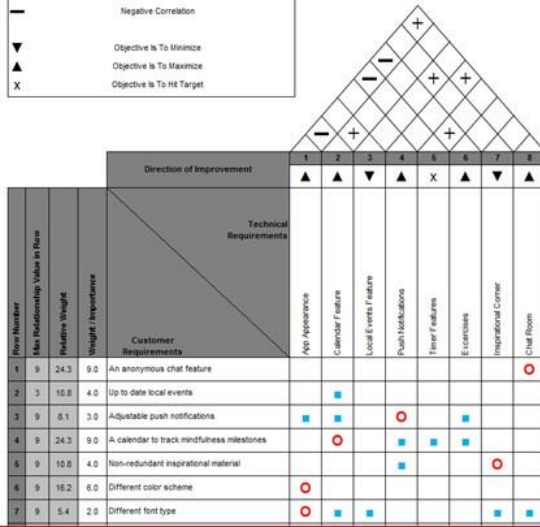 Negative Correlation
▼ Objective Is To Minimize
▲ Objective Is To Maximize
X Objective Is To Hit Target
1 2 3 4 5 6 7 8
Direction of Improvement
▲ ▲ ▼ ▲ X ▲ ▼ ▲
Technical
Requirements
Customer
Requirements
Row Number
Max Relationship Value in Row
Relative Weight
Weight / Importance
App Appearance
Calendar Feature
Local Events Feature
Push Notifications
Timer Features
Excercises
Inspirational Corner
Chat Room
1 9 24.3 9.0 An anonymous chat feature
2 3 10.8 4.0 Up to date local events
3 9 8.1 3.0 Adjustable push notifications
4 9 24.3 9.0 A calendar to track mindfulness milestones
5 9 10.8 4.0 Non-redundant inspirational material
6 9 16.2 6.0 Different color scheme
7 9 5.4 2.0 Different font type